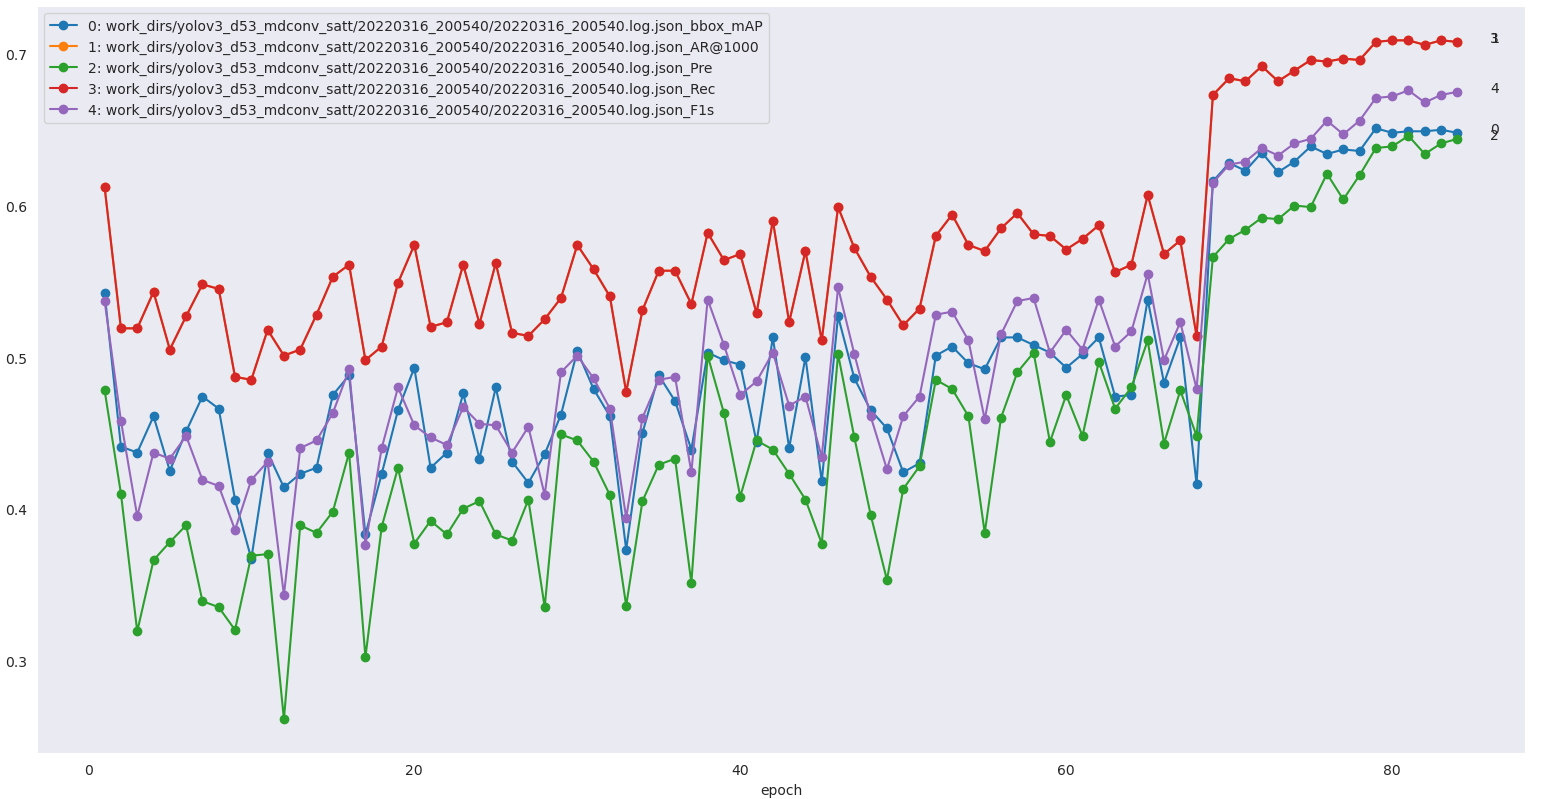 0: work_dirs/yolov3_d53_mdconv_satt/20220316_200540/20220316_200540.log.json_bbox_mAP
1: work_dirs/yolov3_d53_mdconv_satt/20220316_200540/20220316_200540.log.json_AR@1000
2: work_dirs/yolov3_d53_mdconv_satt/20220316_200540/20220316_200540.log.json_Pre
3: work_dirs/yolov3_d53_mdconv_satt/20220316_200540/20220316_200540.log.json_Rec
4: work_dirs/yolov3_d53_mdconv_satt/20220316_200540/20220316_200540.log.json_F1s
0.7
0.6
0.5
0.4
0.3
3
1
4
0
2
0 20 40 60 80
epoch